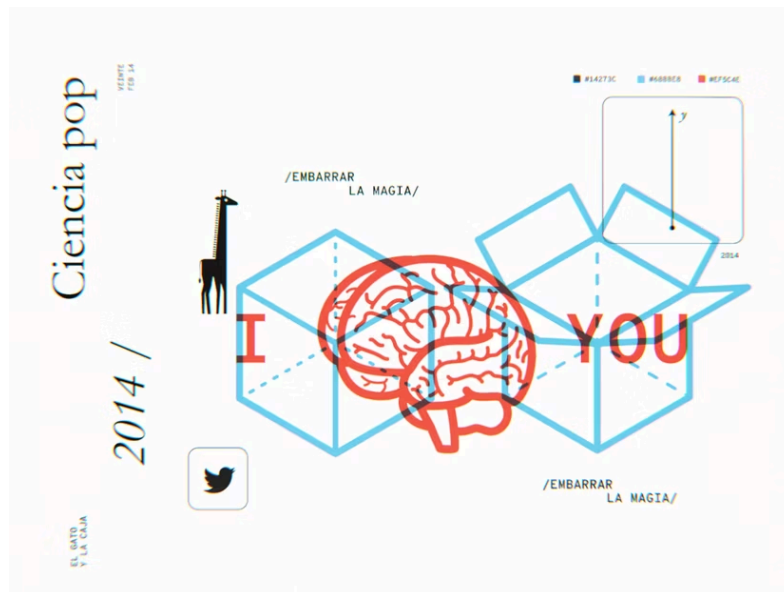 Ciencia pop
VEINTE
FEB 14
2014 /
EL GATO
Y LA CAJA
/EMBARRAR
LA MAGIA/
I
YOU
#14273C
#EF5C4E
y
2014
/EMBARRAR
LA MAGIA/